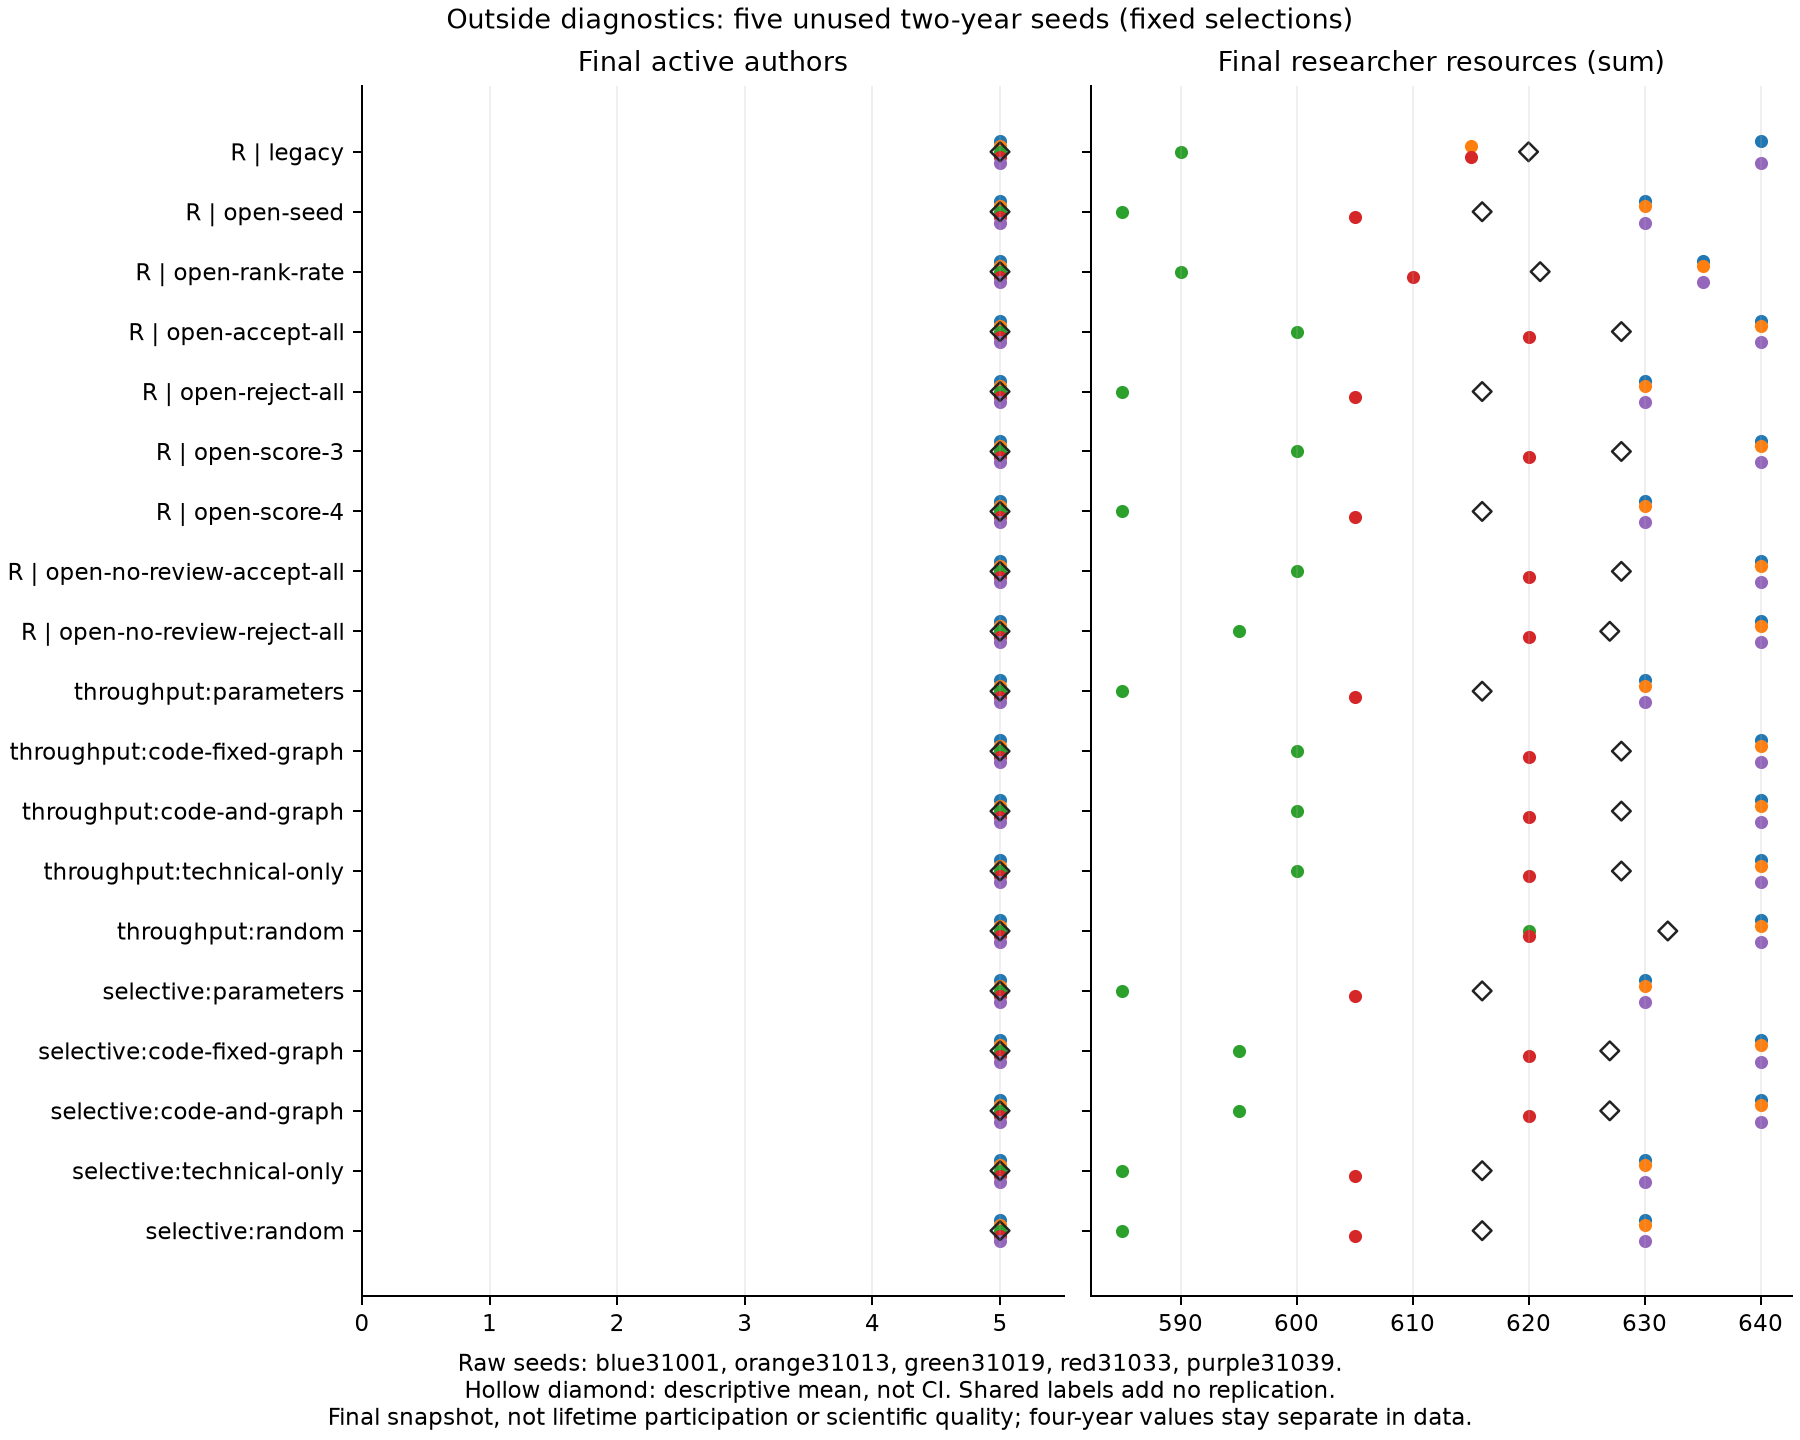 Outside diagnostics: five unused two-year seeds (fixed selections)
Final active authors
Final researcher resources (sum)
R | legacy
R | open-seed
R | open-rank-rate
R | open-accept-all
R | open-reject-all
R | open-score-3
R | open-score-4
R | open-no-review-accept-all
R | open-no-review-reject-all
throughput:parameters
throughput:code-fixed-graph
throughput:code-and-graph
throughput:technical-only
throughput:random
selective:parameters
selective:code-fixed-graph
selective:code-and-graph
selective:technical-only
selective:random
0 1 2 3 4 5
590 600 610 620 630 640
Raw seeds: blue31001, orange31013, green31019, red31033, purple31039.
Hollow diamond: descriptive mean, not CI. Shared labels add no replication.
Final snapshot, not lifetime participation or scientific quality; four-year values stay separate in data.